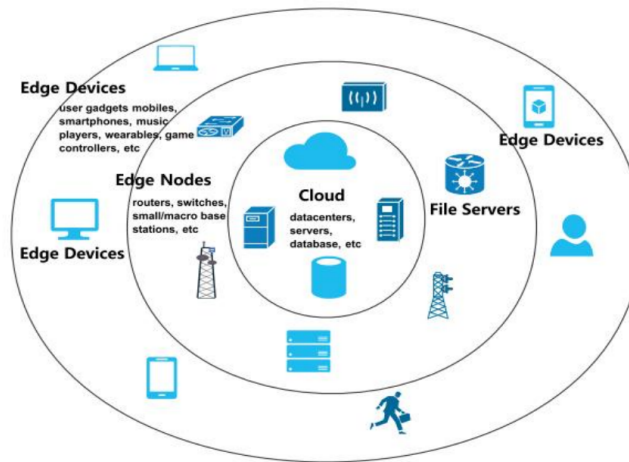 Edge Devices
user gadgets mobiles,
smartphones, music
players, wearables, game
controllers, etc
Edge Devices
Edge Nodes
routers, switches,
small/macro base
stations, etc
Cloud
datacenters,
servers,
database, etc
File Servers
Edge Devices